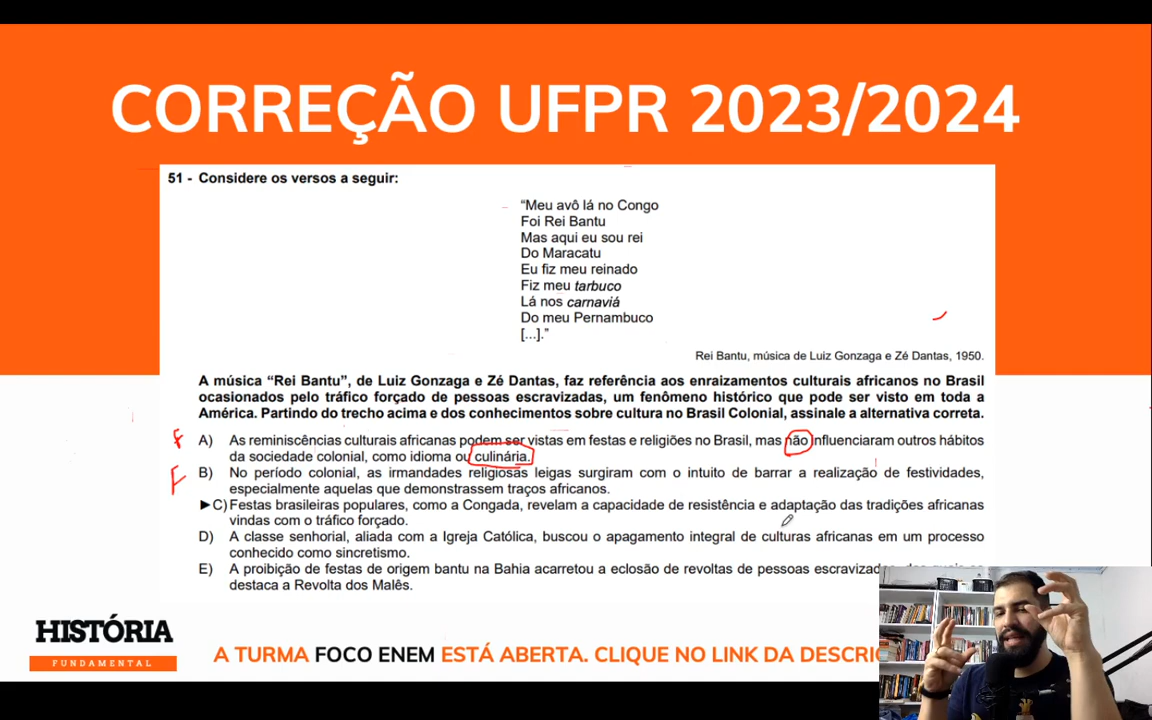 CORREÇÃO UFPR 2023/2024
51 - Considere os versos a seguir:
“Meu avô lá no Congo
Foi Rei Bantu
Mas aqui eu sou rei
Do Maracatu
Eu fiz meu reinado
Fiz meu tarbuco
Lá nos carnaviá
Do meu Pernambuco
[...].”
Rei Bantu, música de Luiz Gonzaga e Zé Dantas, 1950.
A música “Rei Bantu”, de Luiz Gonzaga e Zé Dantas, faz referência aos enraizamentos culturais africanos no Brasil
ocasionados pelo tráfico forçado de pessoas escravizadas, um fenômeno histórico que pode ser visto em toda a
América. Partindo do trecho acima e dos conhecimentos sobre cultura no Brasil Colonial, assinale a alternativa correta.
F A) As reminiscências culturais africanas podem ser vistas em festas e religiões no Brasil, mas não influenciaram outros hábitos
da sociedade colonial, como idioma ou culinária.
F B) No período colonial, as irmandades religiosas leigas surgiram com o intuito de barrar a realização de festividades,
especialmente aquelas que demonstrassem traços africanos.
►C) Festas brasileiras populares, como a Congada, revelam a capacidade de resistência e adaptação das tradições africanas
vindas com o tráfico forçado.
D) A classe senhorial, aliada com a Igreja Católica, buscou o apagamento integral de culturas africanas em um processo
conhecido como sincretismo.
E) A proibição de festas de origem bantu na Bahia acarretou a eclosão de revoltas de pessoas
destaca a Revolta dos Malês.
HISTÓRIA
FUNDAMENTAL
A TURMA FOCO ENEM ESTÁ ABERTA. CLIQUE NO LINK DA